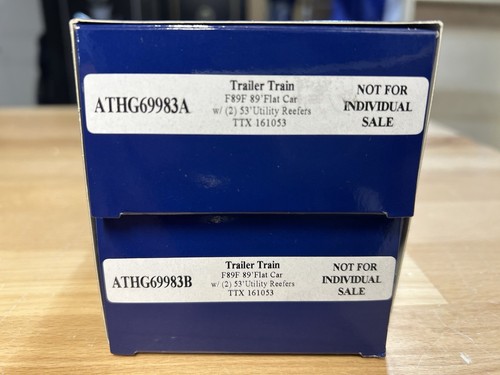 ATHG69983A
Trailer Train
F89F 89'Flat Car
w/ (2) 53'Utility Reefers
TTX 161053
NOT FOR
INDIVIDUAL
SALE
ATHG69983B
Trailer Train
F89F 89'Flat Car
w/ (2) 53'Utility Reefers
TTX 161053
NOT FOR
INDIVIDUAL
SALE